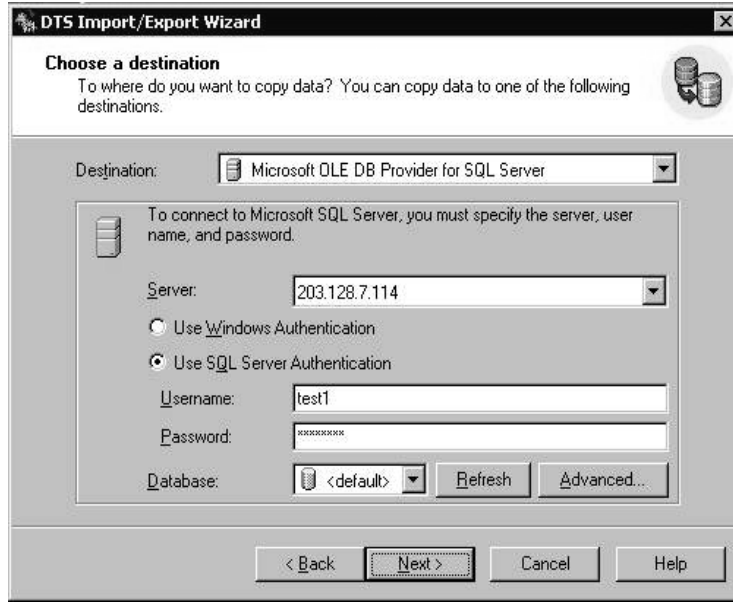 DTS Import/Export Wizard
Choose a destination
To where do you want to copy data? You can copy data to one of the following
destinations.
Destination: Microsoft OLE DB Provider for SQL Server
To connect to Microsoft SQL Server, you must specify the server, user
name, and password.
Server: 203.128.7.114
Use Windows Authentication
Use SQL Server Authentication
Username: test1
Password: ********
Database: <default> Refresh Advanced...
< Back Next > Cancel Help